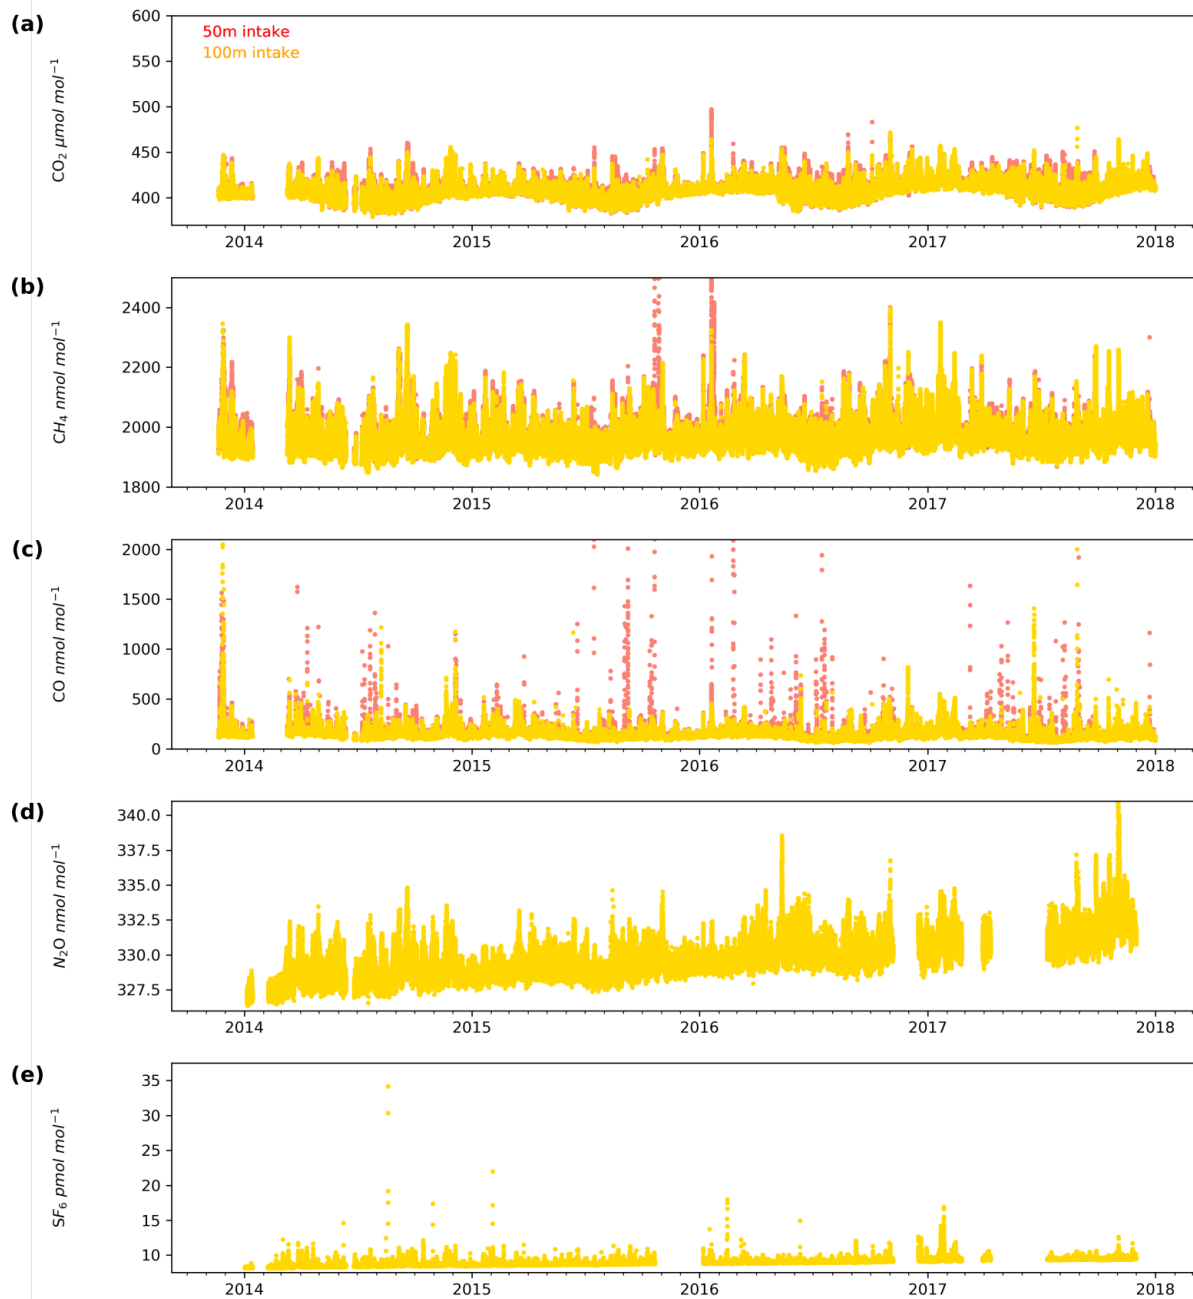 (a)
50m intake
100m intake
CO₂ μmol mol⁻¹
600
550
500
450
400
2014 2015 2016 2017 2018
(b)
CH₄ nmol mol⁻¹
2400
2200
2000
1800
2014 2015 2016 2017 2018
(c)
CO nmol mol⁻¹
2000
1500
1000
500
0
2014 2015 2016 2017 2018
(d)
N₂O nmol mol⁻¹
340.0
337.5
335.0
332.5
330.0
327.5
2014 2015 2016 2017 2018
(e)
SF₆ pmol mol⁻¹
35
30
25
20
15
10
2014 2015 2016 2017 2018